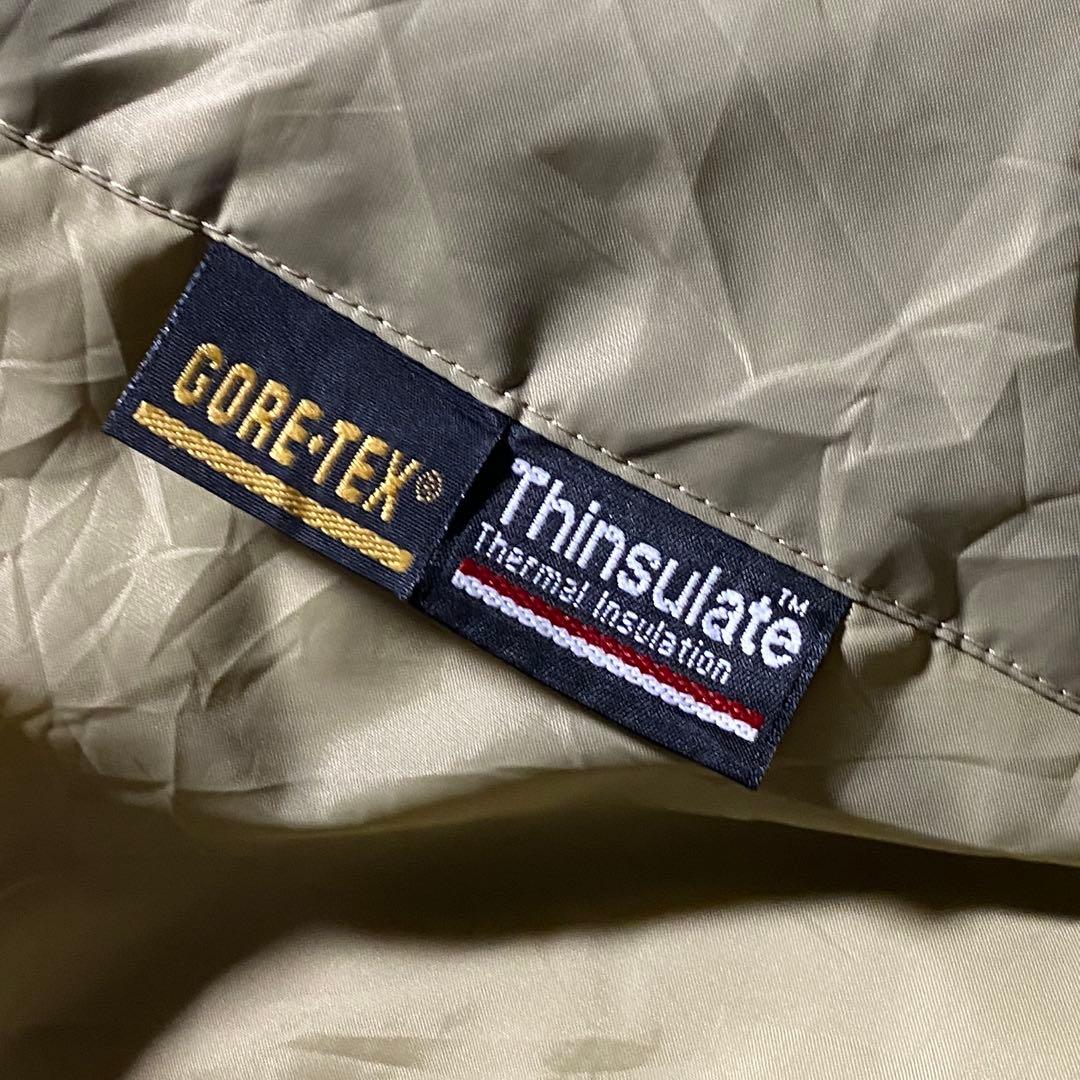 GORE-TEX®
Thinsulate™
Thermal Insulation